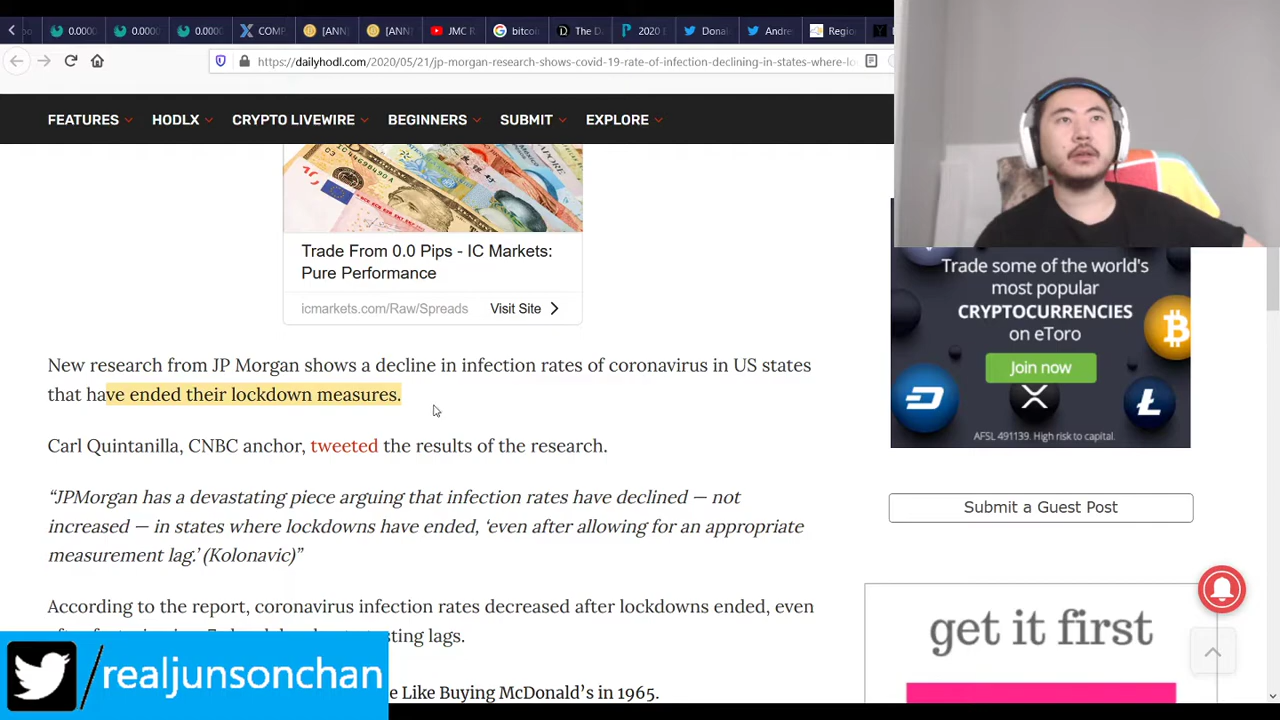 0.0000
0.0000
0.0000
COMP
[ANN]
[ANN]
JMC R
bitcoi
The D
2020 E
Donal
Andre
Region
https://dailyhodl.com/2020/05/21/jp-morgan-research-shows-covid-19-rate-of-infection-declining-in-states-where-lo
FEATURES
HODLX
CRYPTO LIVEWIRE
BEGINNERS
SUBMIT
EXPLORE
Trade From 0.0 Pips - IC Markets:
Pure Performance
icmarkets.com/Raw/Spreads
Visit Site
New research from JP Morgan shows a decline in infection rates of coronavirus in US states
that have ended their lockdown measures.
Carl Quintanilla, CNBC anchor, tweeted the results of the research.
“JPMorgan has a devastating piece arguing that infection rates have declined — not
increased — in states where lockdowns have ended, ‘even after allowing for an appropriate
measurement lag.’ (Kolonavic)”
According to the report, coronavirus infection rates decreased after lockdowns ended, even
sting lags.
e Like Buying McDonald’s in 1965.
/realjunsonchan
Trade some of the world's
most popular
CRYPTOCURRENCIES
on eToro
Join now
AFSL 491139. High risk to capital.
Submit a Guest Post
get it first